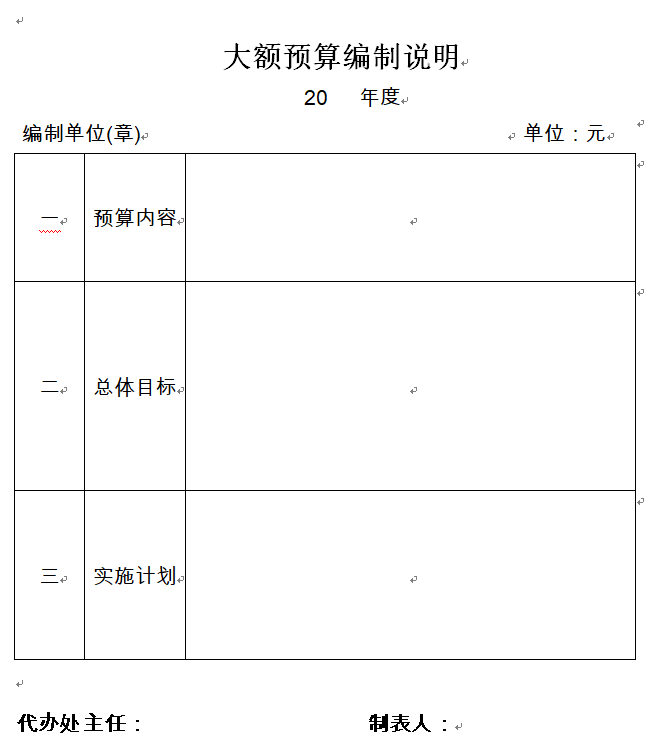 大额预算编制说明
20 年度
编制单位(章) 单位：元
一 预算内容
二 总体目标
三 实施计划
代办处主任： 制表人：